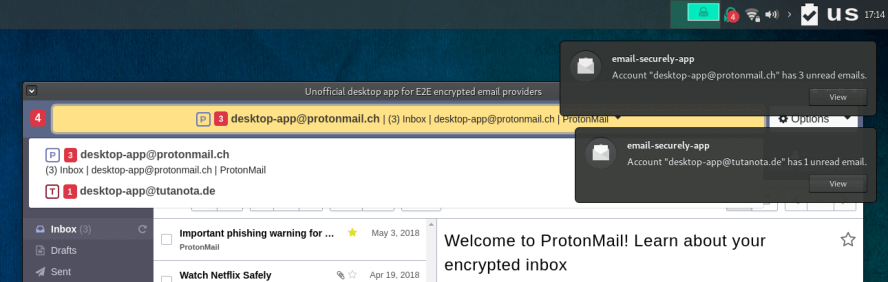 4
us
17:14
email-securely-app
Account "desktop-app@protonmail.ch" has 3 unread emails.
View
Unofficial desktop app for E2E encrypted email providers
4
P 3 desktop-app@protonmail.ch | (3) Inbox | desktop-app@protonmail.ch | ProtonMail
Options
email-securely-app
Account "desktop-app@tutanota.de" has 1 unread email.
View
P 3 desktop-app@protonmail.ch
(3) Inbox | desktop-app@protonmail.ch | ProtonMail
T 1 desktop-app@tutanota.de
Inbox (3)
Drafts
Sent
Important phishing warning for ...
May 3, 2018
ProtonMail
Watch Netflix Safely
Apr 19, 2018
Welcome to ProtonMail! Learn about your
encrypted inbox